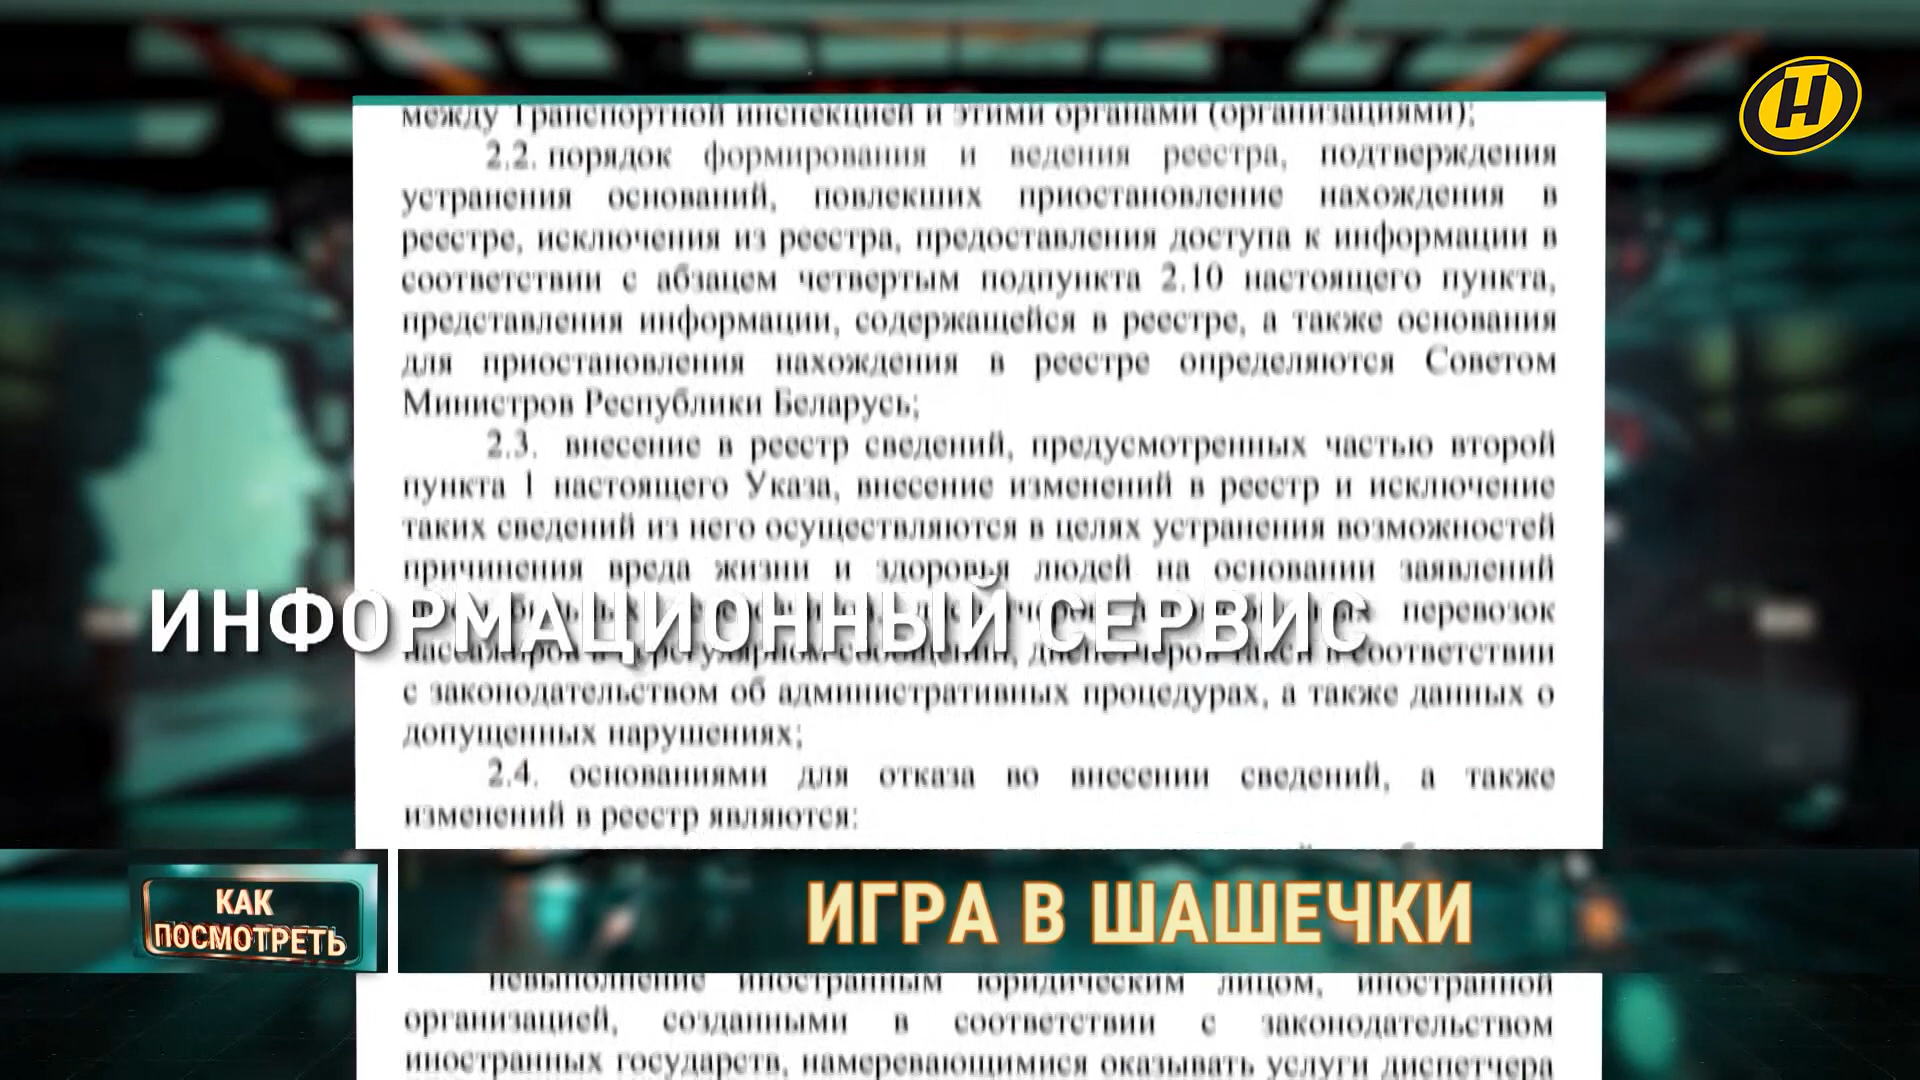 между Транспортной инспекцией и этими органами (организациями);
2.2. порядок формирования и ведения реестра, подтверждения
устранения оснований, повлекших приостановление нахождения в
реестре, исключения из реестра, предоставления доступа к информации в
соответствии с абзацем четвертым подпункта 2.10 настоящего пункта,
представления информации, содержащейся в реестре, а также основания
для приостановления нахождения в реестре определяются Советом
Министров Республики Беларусь;
2.3. внесение в реестр сведений, предусмотренных частью второй
пункта 1 настоящего Указа, внесение изменений в реестр и исключение
таких сведений из него осуществляются в целях устранения возможностей
причинения вреда жизни и здоровья людей на основании заявлений
перевозок
ИНФОРМАЦИОННЫЙ СЕРВИС
пассажиров в нерегулярном сообщении, диспетчеров такси в соответствии
с законодательством об административных процедурах, а также данных о
допущенных нарушениях;
2.4. основаниями для отказа во внесении сведений, а также
изменений в реестр являются:
КАК
ПОСМОТРЕТЬ
ИГРА В ШАШЕЧКИ
невыполнение иностранным юридическим лицом, иностранной
организацией, созданными в соответствии с законодательством
иностранных государств, намеревающимися оказывать услуги диспетчера
Н